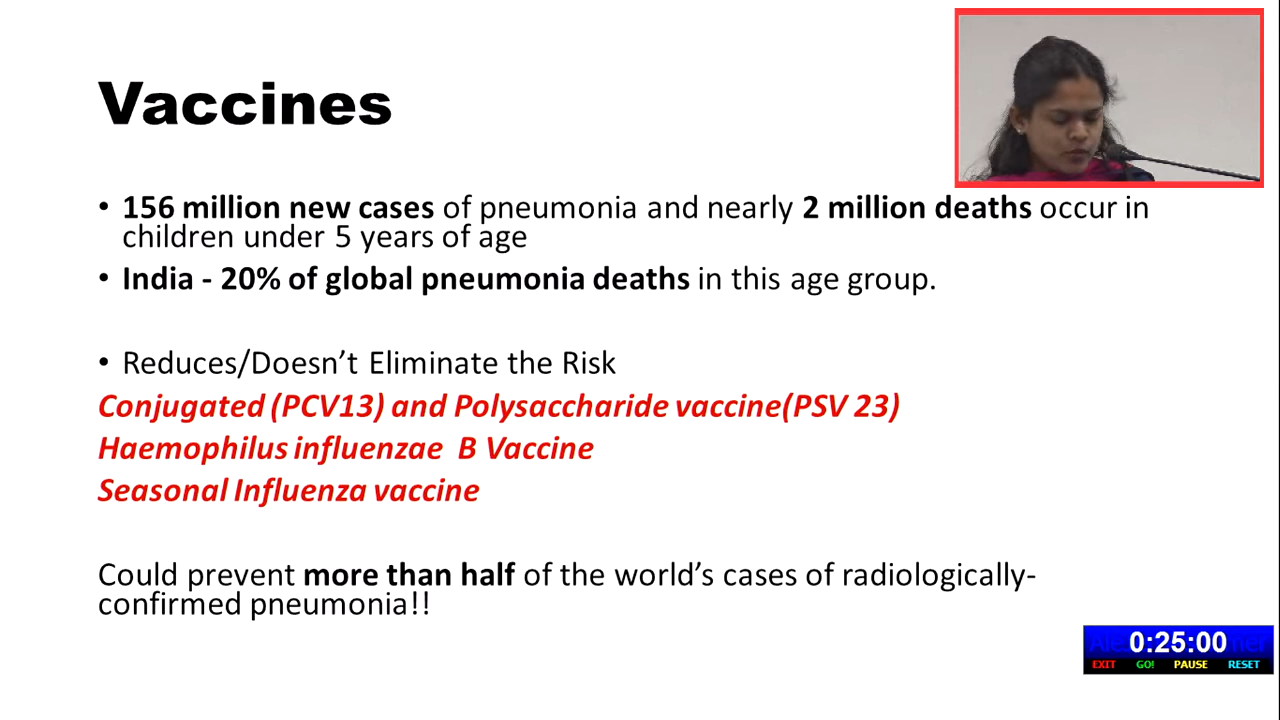 Vaccines
• 156 million new cases of pneumonia and nearly 2 million deaths occur in
children under 5 years of age
• India - 20% of global pneumonia deaths in this age group.
• Reduces/Doesn't Eliminate the Risk
Conjugated (PCV13) and Polysaccharide vaccine(PSV 23)
Haemophilus influenzae  B Vaccine
Seasonal Influenza vaccine
Could prevent more than half of the world's cases of radiologically-
confirmed pneumonia!!
0:25:00
EXIT GO! PAUSE RESET